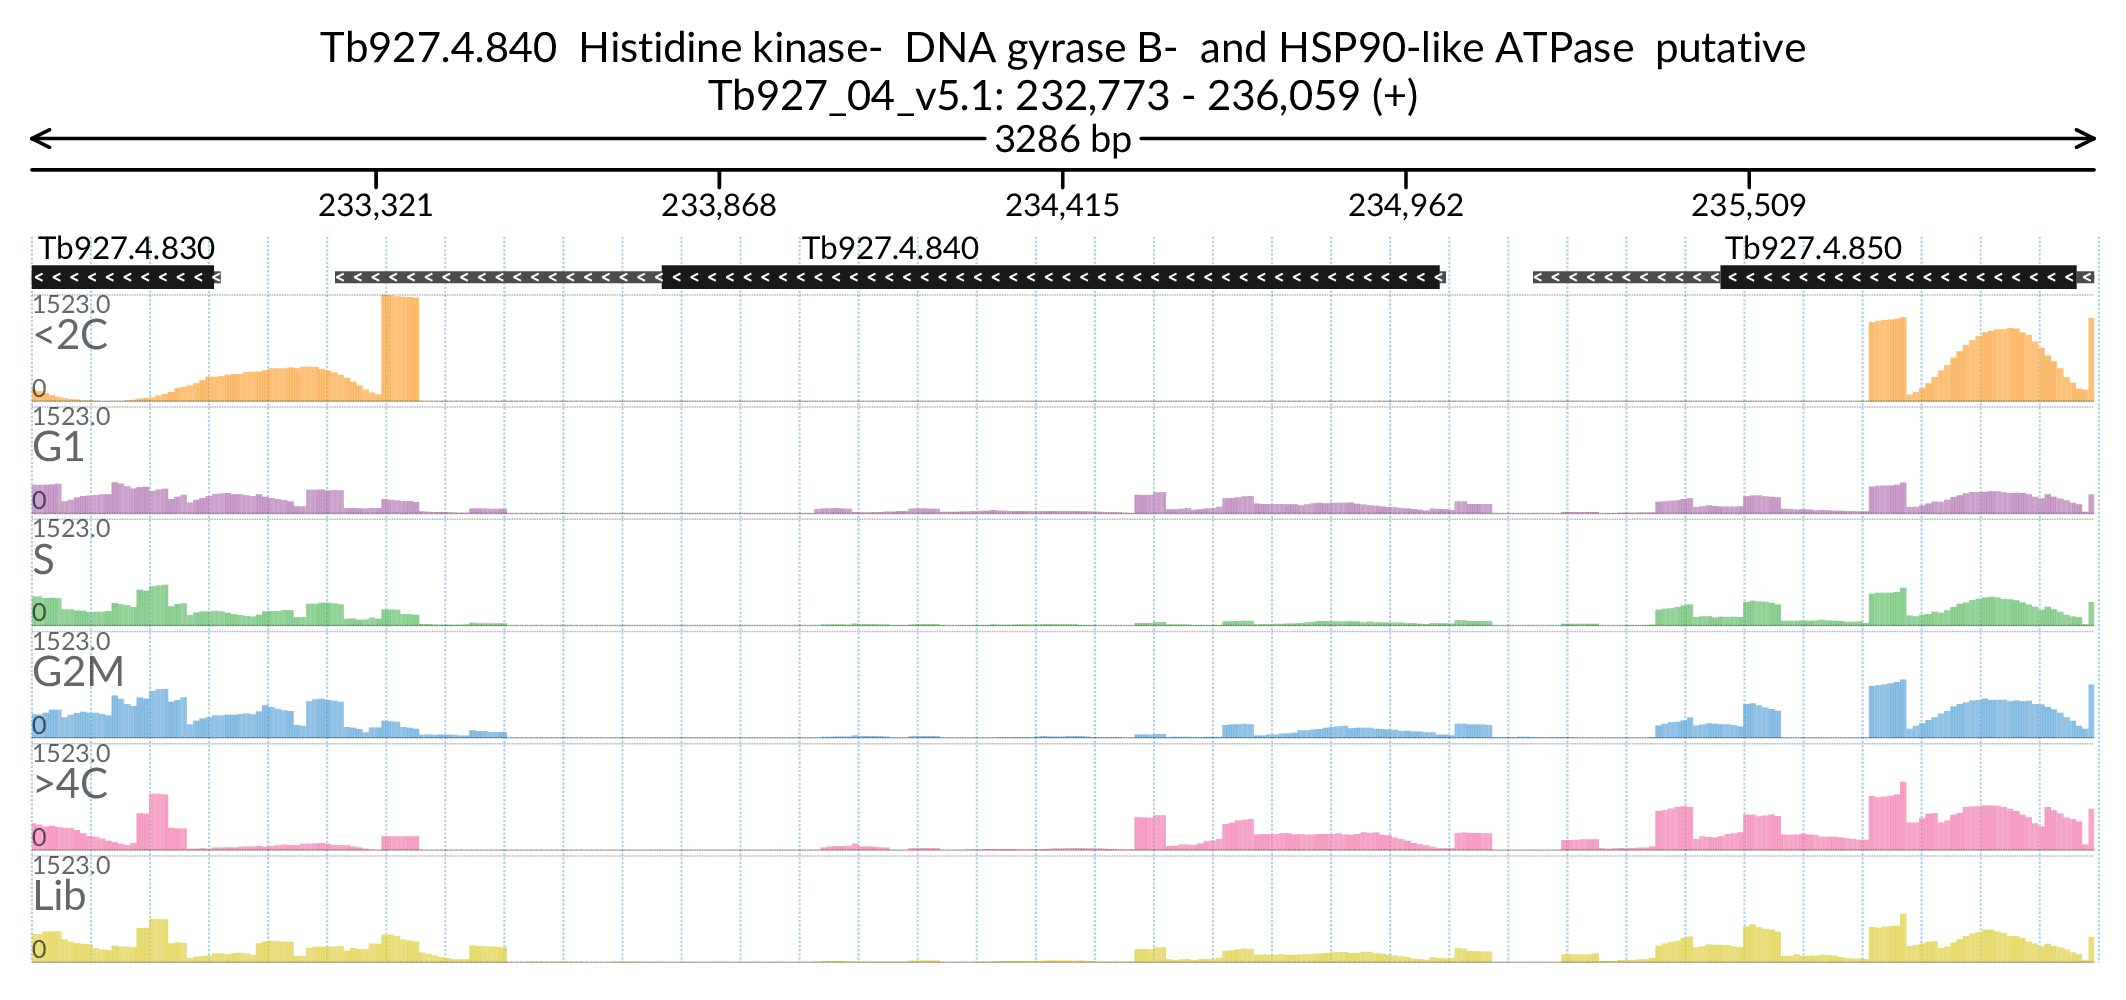 Tb927.4.840  Histidine kinase-  DNA gyrase B-  and HSP90-like ATPase  putative
Tb927_04_v5.1: 232,773 - 236,059 (+)
3286 bp
233,321 233,868 234,415 234,962 235,509
Tb927.4.830 Tb927.4.840 Tb927.4.850
1523.0
<2C
0
1523.0
G1
0
1523.0
S
0
1523.0
G2M
0
1523.0
>4C
0
1523.0
Lib
0